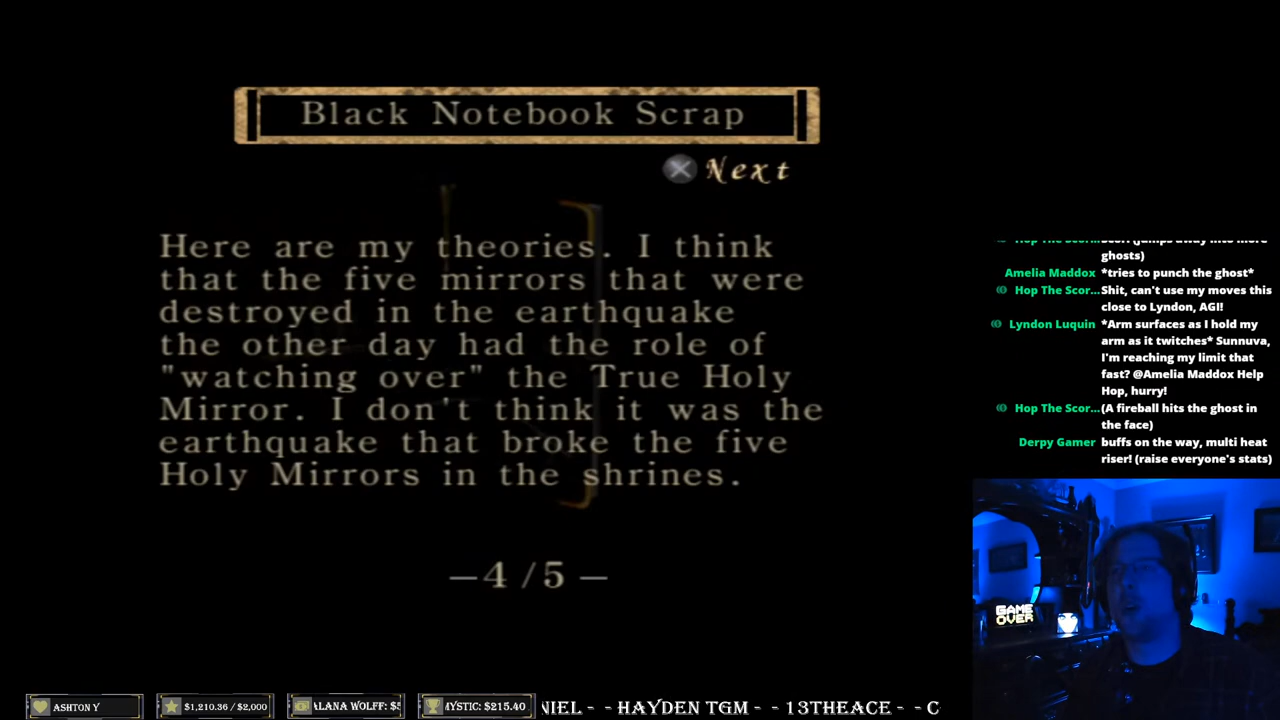 Black Notebook Scrap
Next
Here are my theories. I think
that the five mirrors that were
destroyed in the earthquake
the other day had the role of
"watching over" the True Holy
Mirror. I don't think it was the
earthquake that broke the five
Holy Mirrors in the shrines.
—4/5—
ghosts)
Amelia Maddox *tries to punch the ghost*
Hop The Scor... Shit, can't use my moves this
close to Lyndon, AGI!
Lyndon Luquin *Arm surfaces as I hold my
arm as it twitches* Sunnuva,
I'm reaching my limit that
fast? @Amelia Maddox Help
Hop, hurry!
Hop The Scor... (A fireball hits the ghost in
the face)
Derpy Gamer buffs on the way, multi heat
riser! (raise everyone's stats)
GAME
OVER
ASHTON Y
$1,210.36 / $2,000
ALANA WOLFF: $5
MYSTIC: $215.40
NIEL - - HAYDEN TGM - - 13THEACE - - C